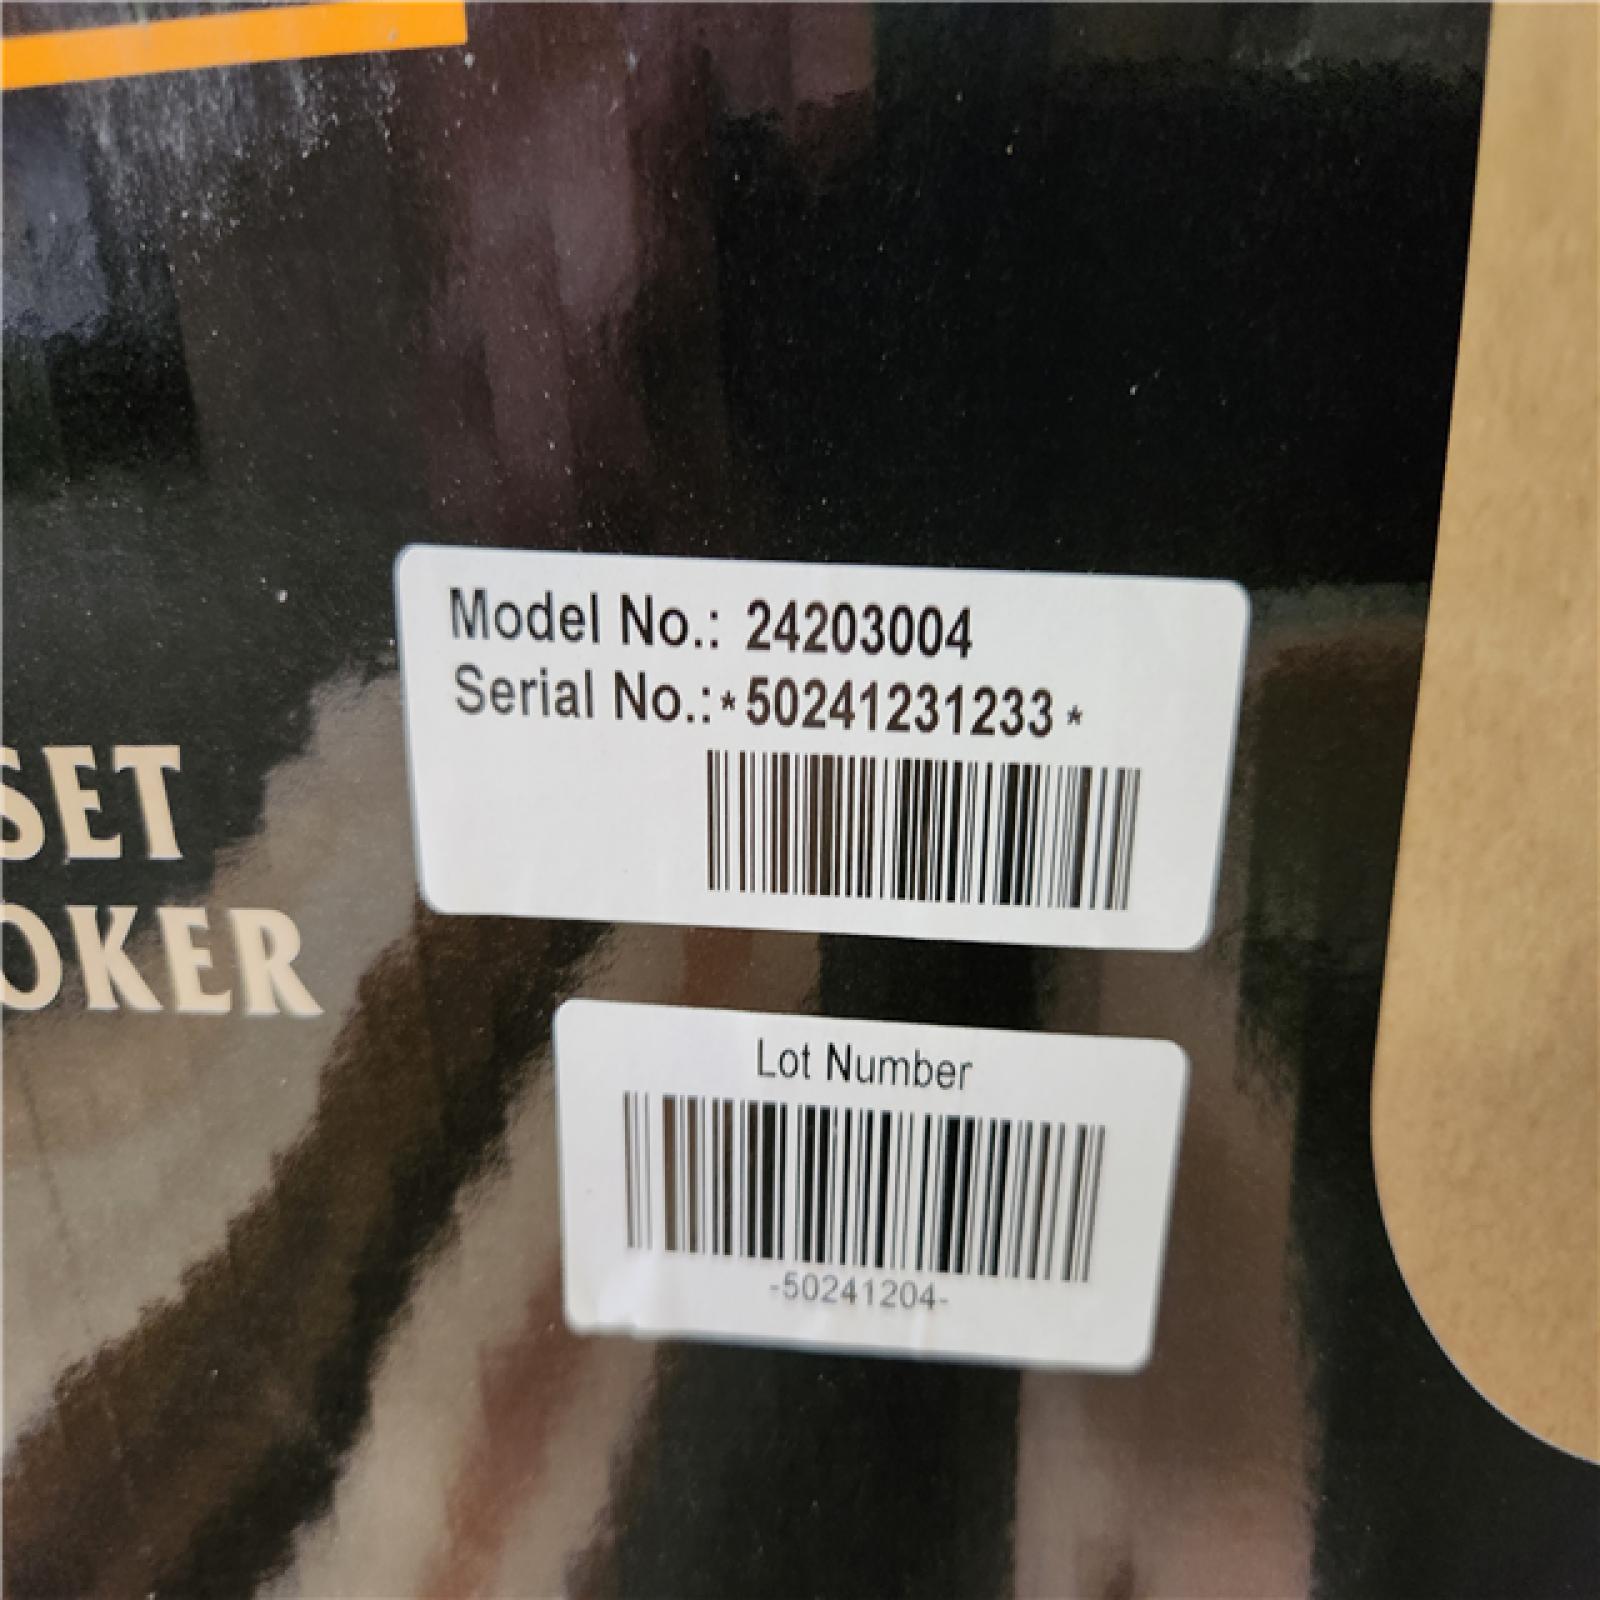 SET
OKER
Model No.: 24203004
Serial No.:*50241231233*
Lot Number
-50241204-